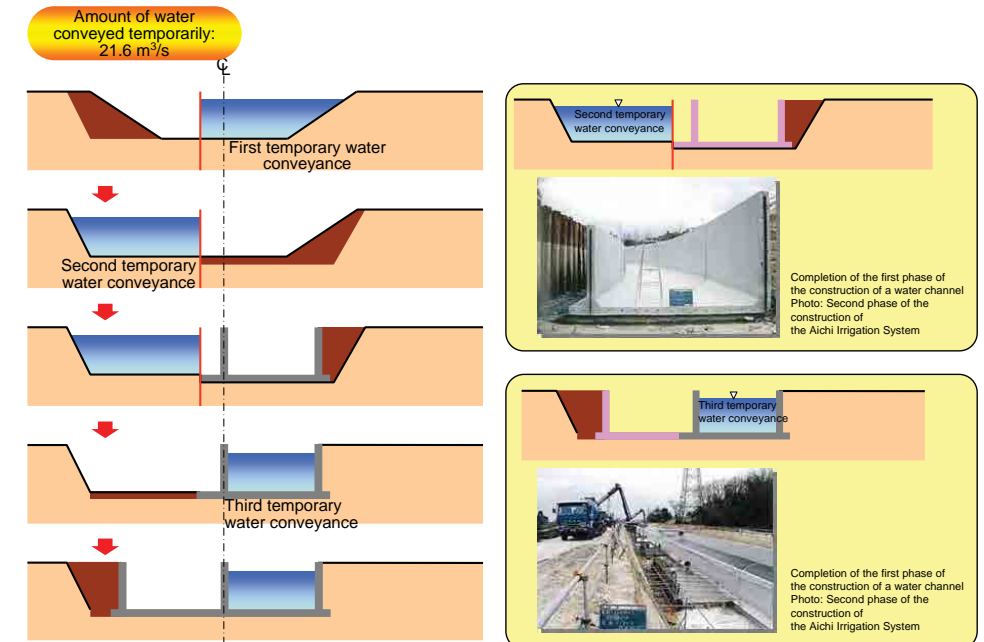 Amount of water
conveyed temporarily:
21.6 m³/s
℄
First temporary water
conveyance
Second temporary
water conveyance
Third temporary
water conveyance
Second temporary
water conveyance
Completion of the first phase of
the construction of a water channel
Photo: Second phase of the
construction of
the Aichi Irrigation System
Third temporary
water conveyance
Completion of the first phase of
the construction of a water channel
Photo: Second phase of the
construction of
the Aichi Irrigation System